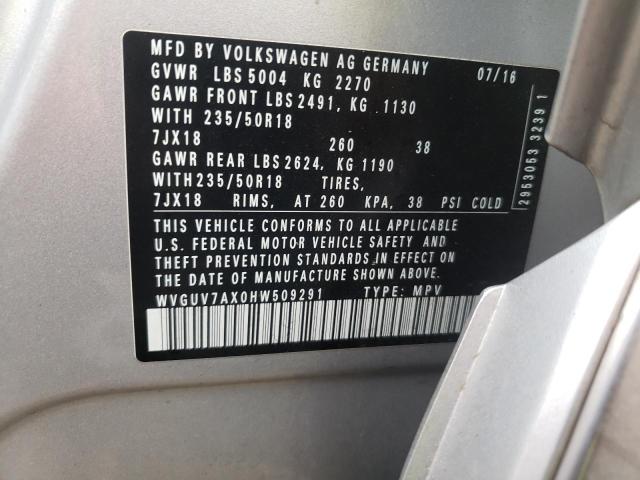 MFD BY VOLKSWAGEN AG GERMANY 07/16
GVWR LBS 5004 KG 2270
GAWR FRONT LBS 2491, KG 1130
WITH 235/50R18
7JX18 260 38
GAWR REAR LBS 2624, KG 1190
WITH 235/50R18 TIRES,
7JX18 RIMS, AT 260 KPA, 38 PSI COLD
THIS VEHICLE CONFORMS TO ALL APPLICABLE
U.S. FEDERAL MOTOR VEHICLE SAFETY AND
THEFT PREVENTION STANDARDS IN EFFECT ON
THE DATE OF MANUFACTURE SHOWN ABOVE.
WVGUV7AX0HW509291 TYPE: MPV
2953053 3239 1